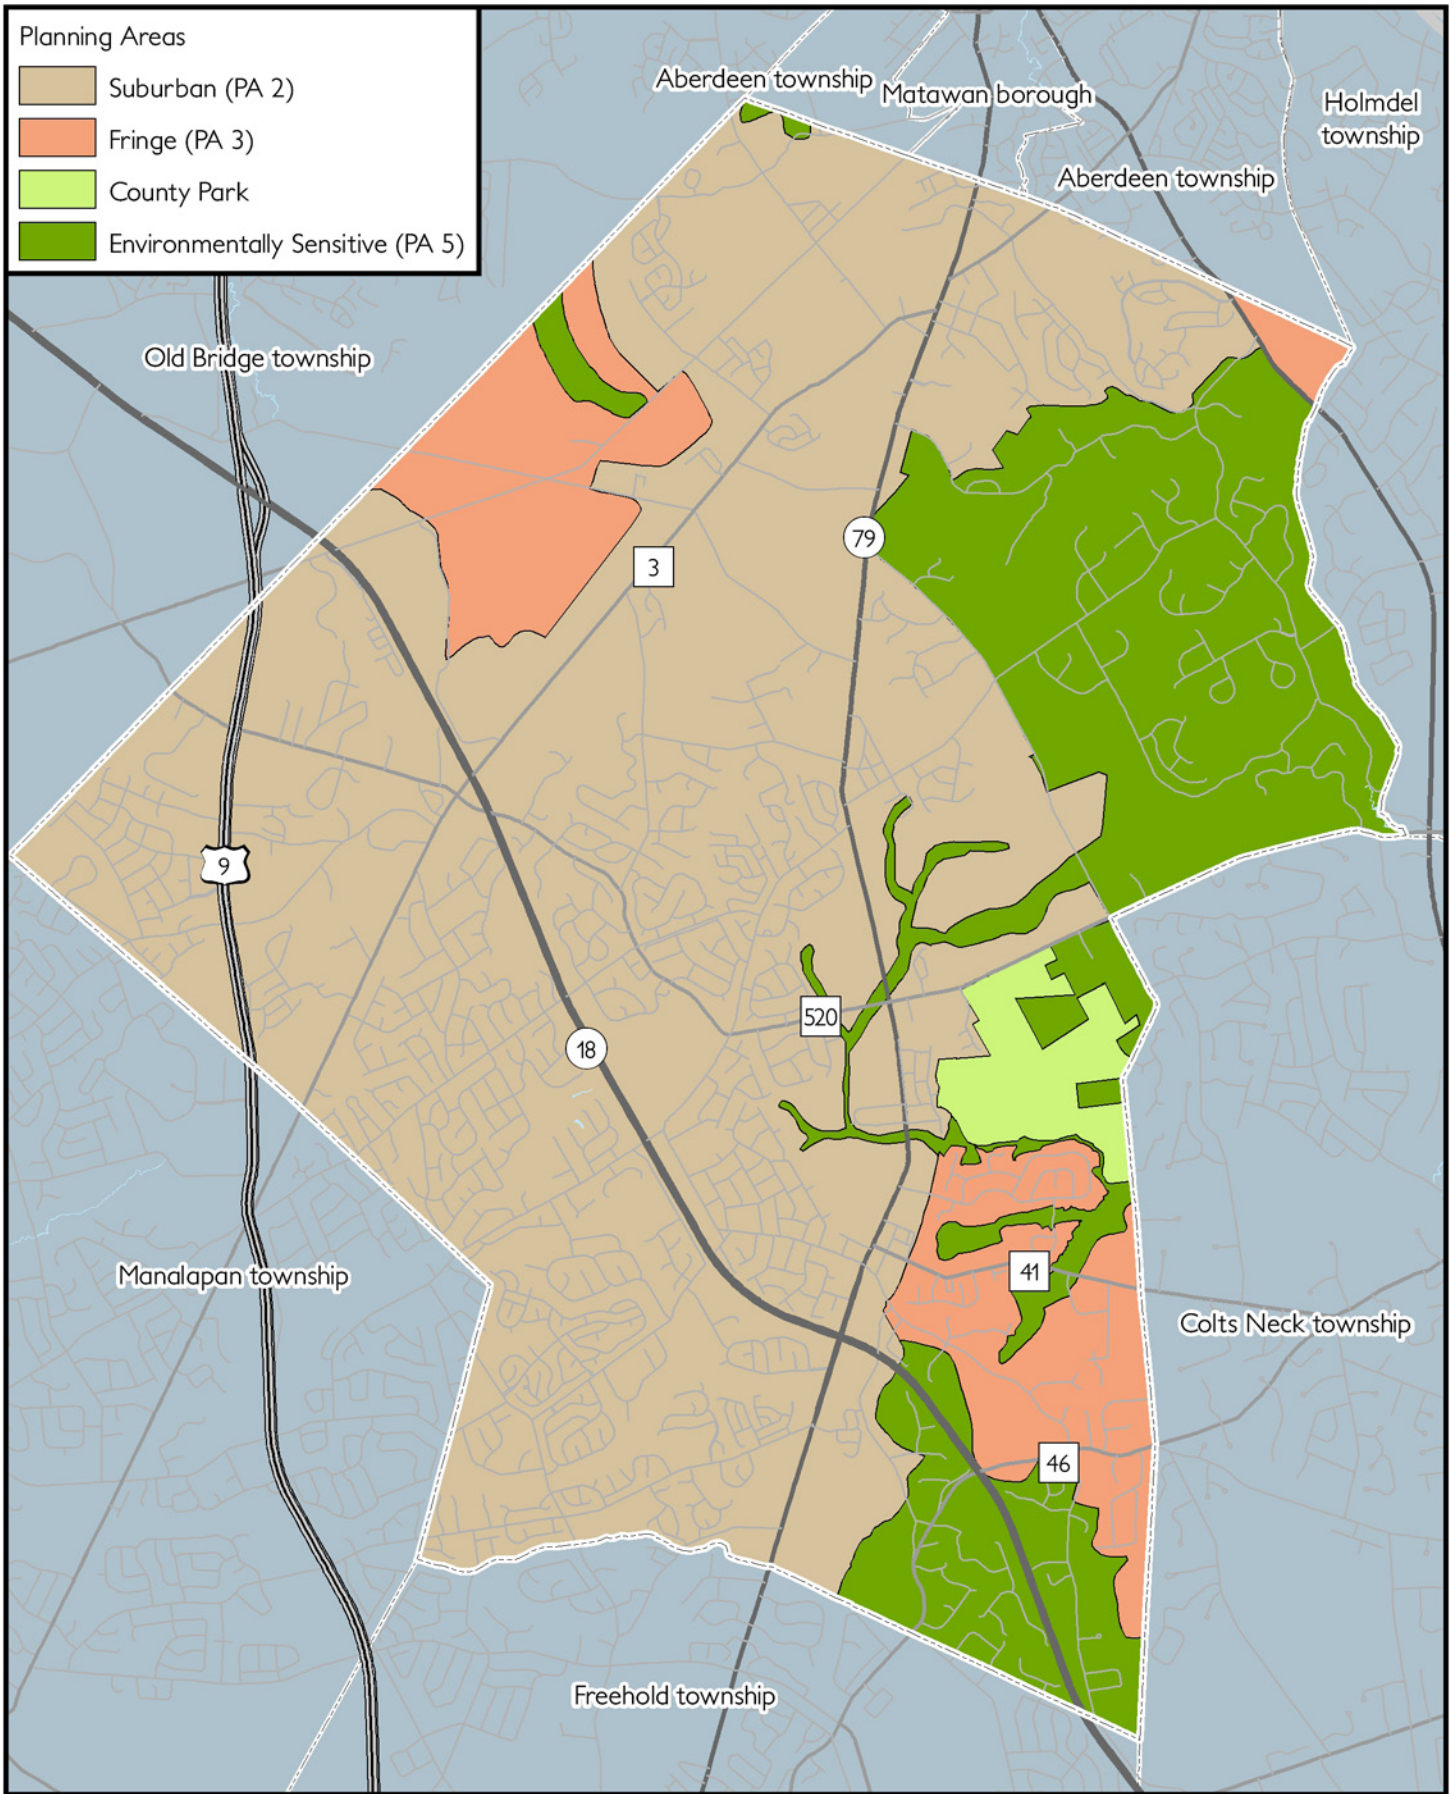 Planning Areas
Suburban (PA 2)
Fringe (PA 3)
County Park
Environmentally Sensitive (PA 5)
Aberdeen township
Matawan borough
Holmdel
township
Aberdeen township
Old Bridge township
79
3
9
520
18
41
Manalapan township
Colts Neck township
46
Freehold township